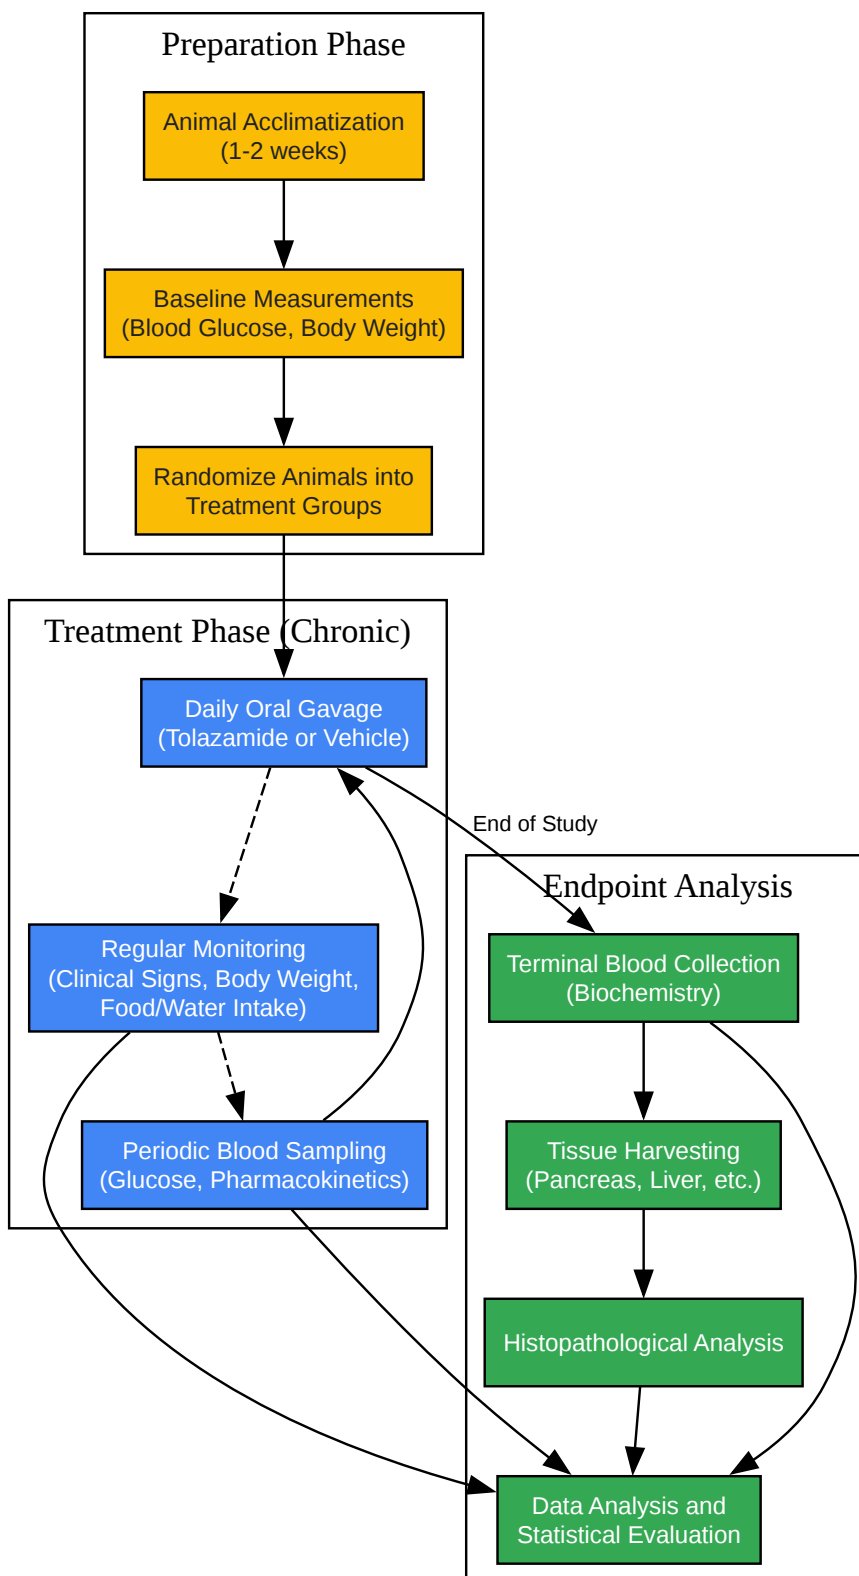 Preparation Phase
Animal Acclimatization
(1-2 weeks)
Baseline Measurements
(Blood Glucose, Body Weight)
Randomize Animals into
Treatment Groups
Treatment Phase (Chronic)
Daily Oral Gavage
(Tolazamide or Vehicle)
End of Study
Regular Monitoring
(Clinical Signs, Body Weight,
Food/Water Intake)
Periodic Blood Sampling
(Glucose, Pharmacokinetics)
Endpoint Analysis
Terminal Blood Collection
(Biochemistry)
Tissue Harvesting
(Pancreas, Liver, etc.)
Histopathological Analysis
Data Analysis and
Statistical Evaluation